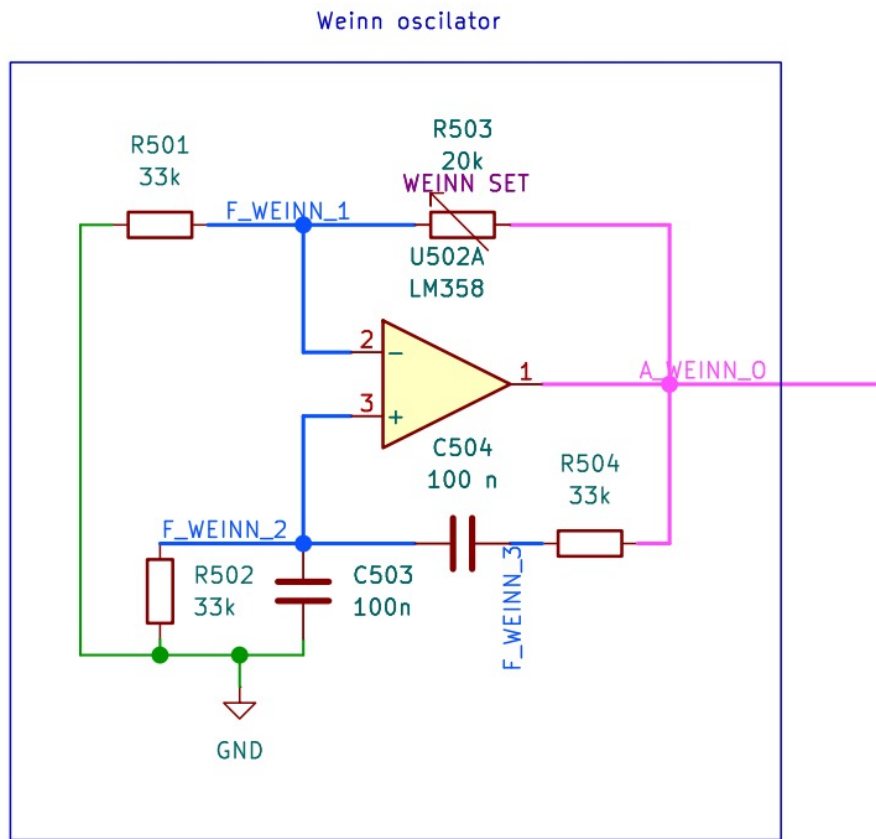 Weinn oscilator
R501
33k
R503
20k
WEINN SET
F_WEINN_1
U502A
LM358
2
−
1
A_WEINN_O
3
+
C504
100 n
R504
33k
F_WEINN_2
R502
33k
C503
100n
F_WEINN_3
GND